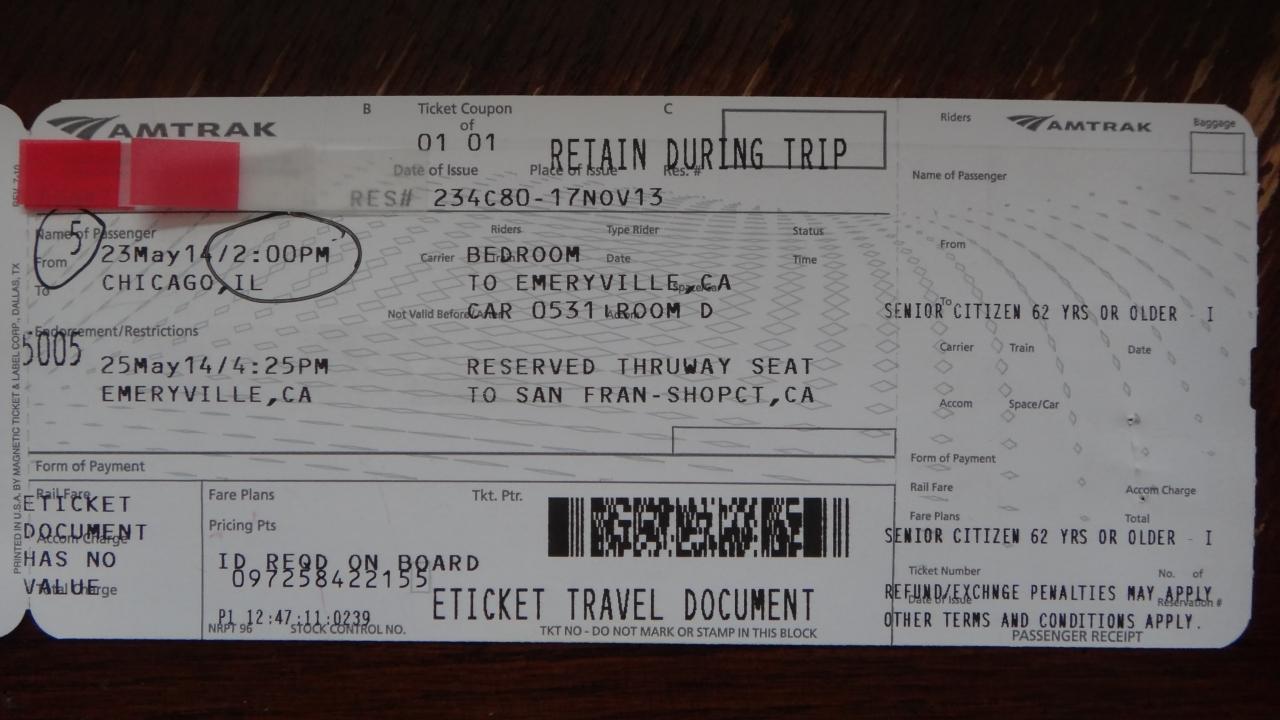 AMTRAK
B Ticket Coupon C
of
01 01
RETAIN DURING TRIP
Date of Issue Place of Issue Res. #
RES# 234C80-17NOV13
Name of Passenger Riders Type Rider Status
5
23May14/2:00PM BEDROOM
From Carrier Train Date Time
CHICAGO,IL TO EMERYVILLE,CA
To
CAR 0531 ROOM D
Not Valid Before/After
Endorsement/Restrictions
5005
25May14/4:25PM RESERVED THRUWAY SEAT
EMERYVILLE,CA TO SAN FRAN-SHOPCT,CA
Form of Payment
Rail Fare
ETICKET
DOCUMENT
Accom Charge
HAS NO
VALUE
Total Charge
Fare Plans Tkt. Ptr.
Pricing Pts
ID REQD ON BOARD
097258422155
ETICKET TRAVEL DOCUMENT
P1 12:47:11:0239
NRPT 96 STOCK CONTROL NO. TKT NO - DO NOT MARK OR STAMP IN THIS BLOCK
PRINTED IN U.S.A. BY MAGNETIC TICKET & LABEL CORP., DALLAS, TX
Riders AMTRAK Baggage
Name of Passenger
From
To
SENIOR CITIZEN 62 YRS OR OLDER - I
Carrier Train Date
Accom Space/Car
Form of Payment
Rail Fare Accom Charge
Fare Plans Total
SENIOR CITIZEN 62 YRS OR OLDER - I
Ticket Number No. of
REFUND/EXCHNGE PENALTIES MAY APPLY
Date of Issue Reservation #
OTHER TERMS AND CONDITIONS APPLY.
PASSENGER RECEIPT